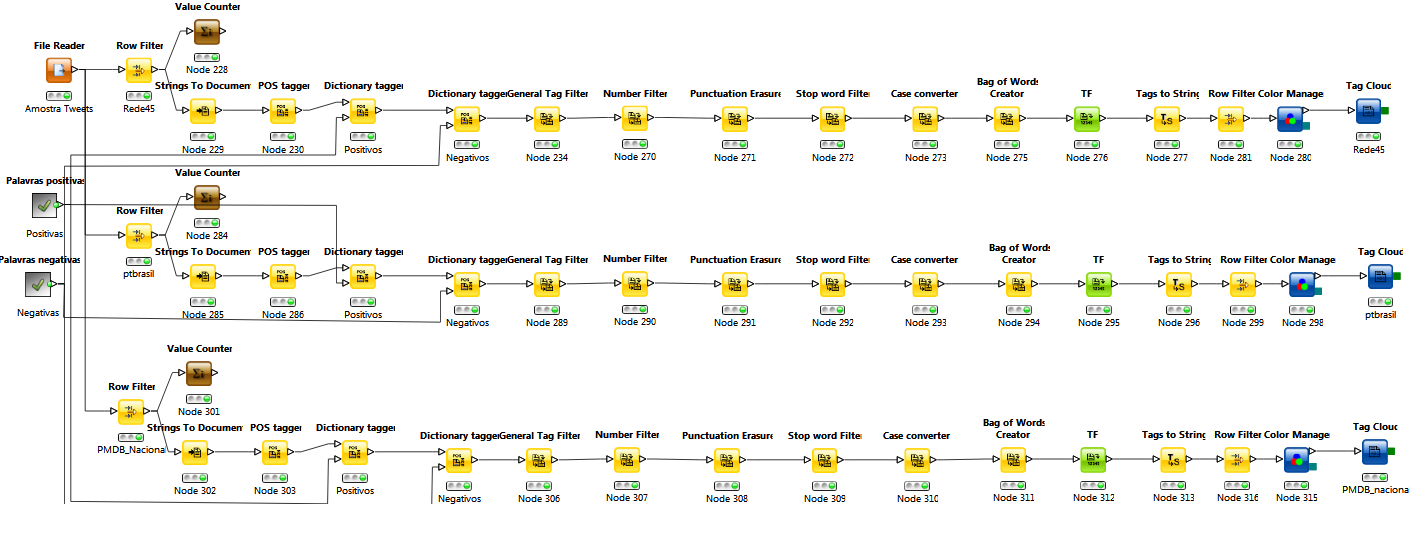 Value Counter
File Reader
Row Filter
Node 228
Amostra Tweets
Rede45
Strings To Documen
POS tagger
Dictionary tagger
Node 229
Node 230
Positivos
Dictionary tagger
General Tag Filter
Number Filter
Punctuation Erasure
Stop word Filter
Case converter
Bag of Words
Creator
TF
Tags to String
Row Filter
Color Manage
Tag Cloud
Negativos
Node 234
Node 270
Node 271
Node 272
Node 273
Node 275
Node 276
Node 277
Node 281
Node 280
Rede45
Palavras positivas
Positivas
Value Counter
Row Filter
Node 284
ptbrasil
Palavras negativas
Negativas
Strings To Documen
POS tagger
Dictionary tagger
Node 285
Node 286
Positivos
Dictionary tagger
General Tag Filter
Number Filter
Punctuation Erasure
Stop word Filter
Case converter
Bag of Words
Creator
TF
Tags to String
Row Filter
Color Manage
Tag Cloud
Negativos
Node 289
Node 290
Node 291
Node 292
Node 293
Node 294
Node 295
Node 296
Node 299
Node 298
ptbrasil
Value Counter
Row Filter
Node 301
PMDB_Naciona
Strings To Documen
POS tagger
Dictionary tagger
Node 302
Node 303
Positivos
Dictionary tagger
General Tag Filter
Number Filter
Punctuation Erasure
Stop word Filter
Case converter
Bag of Words
Creator
TF
Tags to String
Row Filter
Color Manage
Tag Cloud
Negativos
Node 306
Node 307
Node 308
Node 309
Node 310
Node 311
Node 312
Node 313
Node 316
Node 315
PMDB_naciona